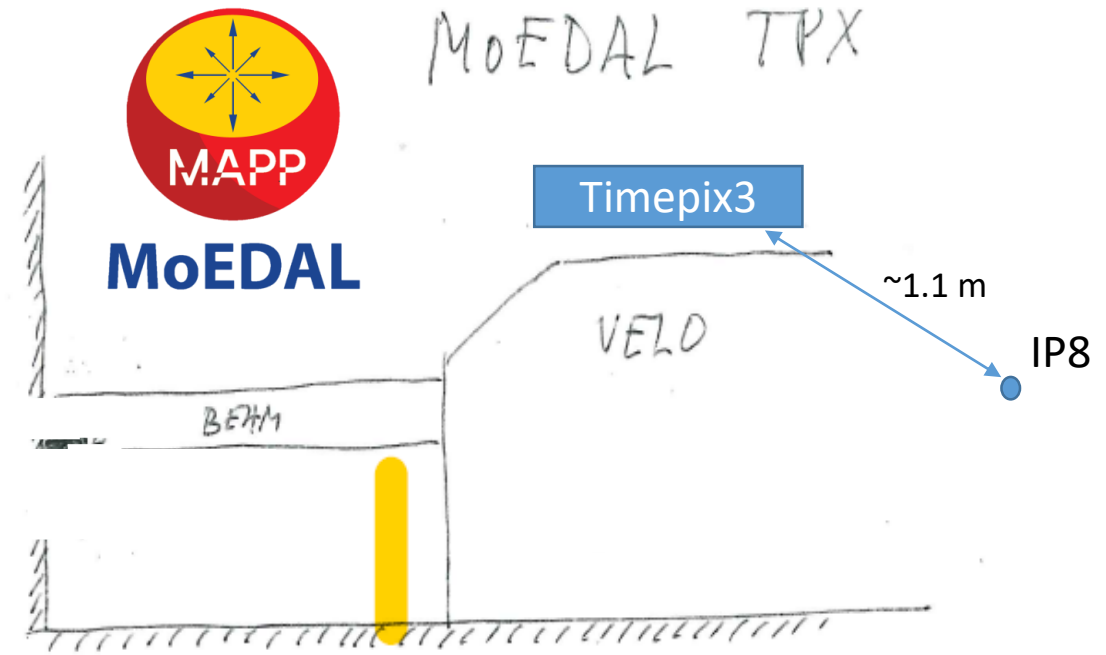 MoEDAL TPX
MAPP
MoEDAL
Timepix3
~1.1 m
VELO
IP8
BEAM